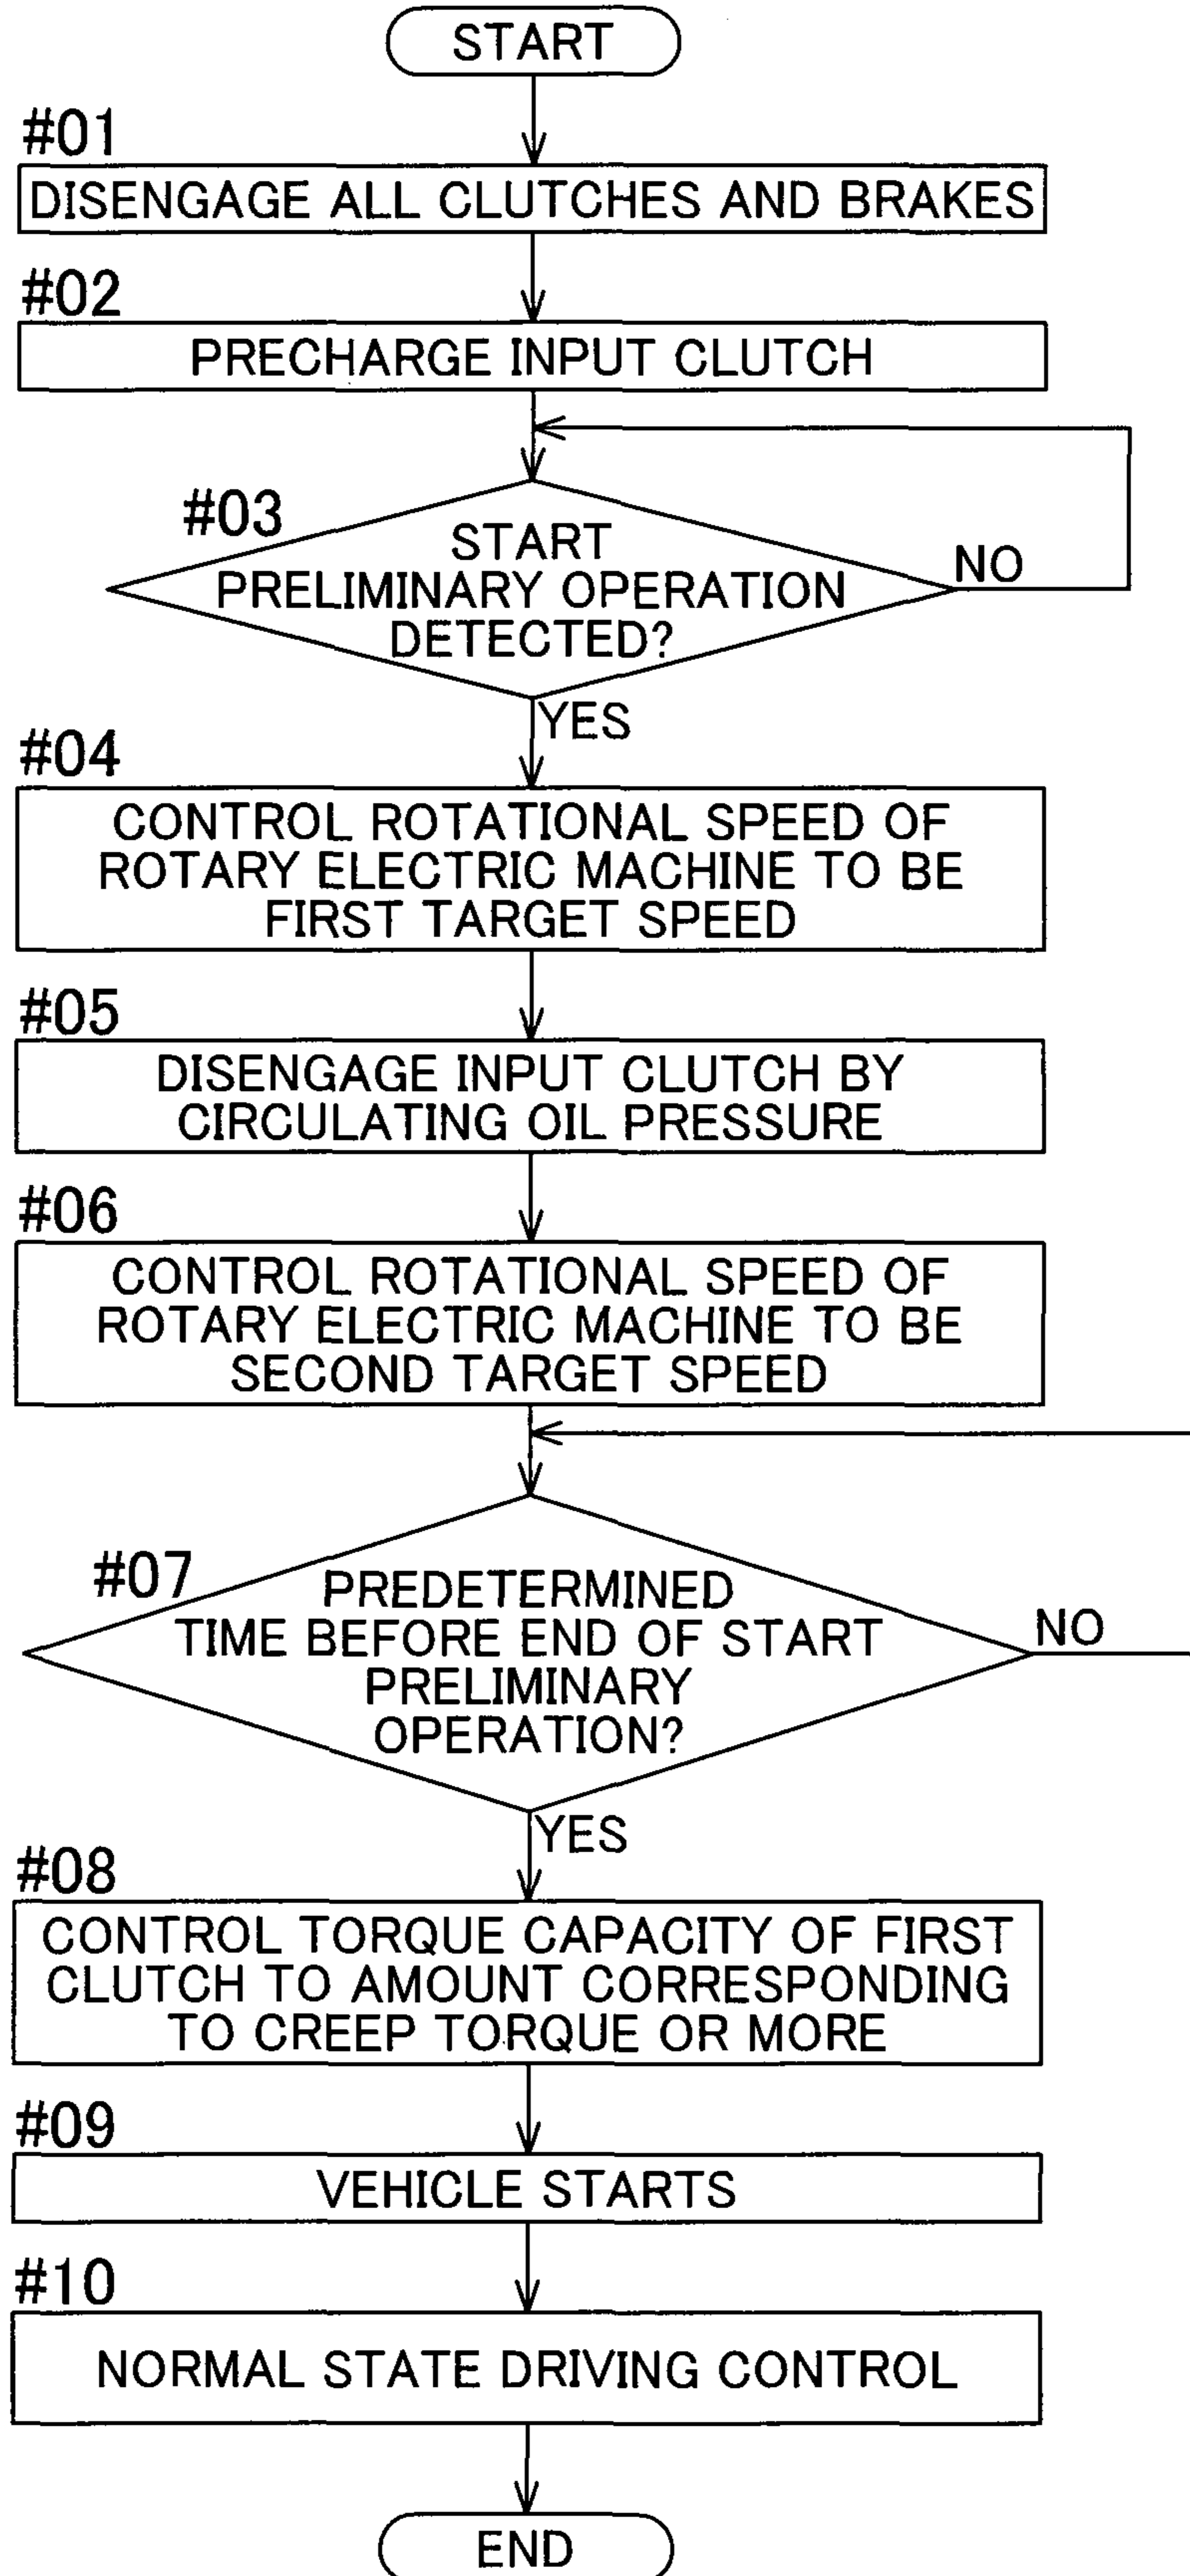 START
#01
DISENGAGE ALL CLUTCHES AND BRAKES
#02
PRECHARGE INPUT CLUTCH
#03
START
PRELIMINARY OPERATION
DETECTED?
NO
YES
#04
CONTROL ROTATIONAL SPEED OF
ROTARY ELECTRIC MACHINE TO BE
FIRST TARGET SPEED
#05
DISENGAGE INPUT CLUTCH BY
CIRCULATING OIL PRESSURE
#06
CONTROL ROTATIONAL SPEED OF
ROTARY ELECTRIC MACHINE TO BE
SECOND TARGET SPEED
#07
PREDETERMINED
TIME BEFORE END OF START
PRELIMINARY
OPERATION?
NO
YES
#08
CONTROL TORQUE CAPACITY OF FIRST
CLUTCH TO AMOUNT CORRESPONDING
TO CREEP TORQUE OR MORE
#09
VEHICLE STARTS
#10
NORMAL STATE DRIVING CONTROL
END